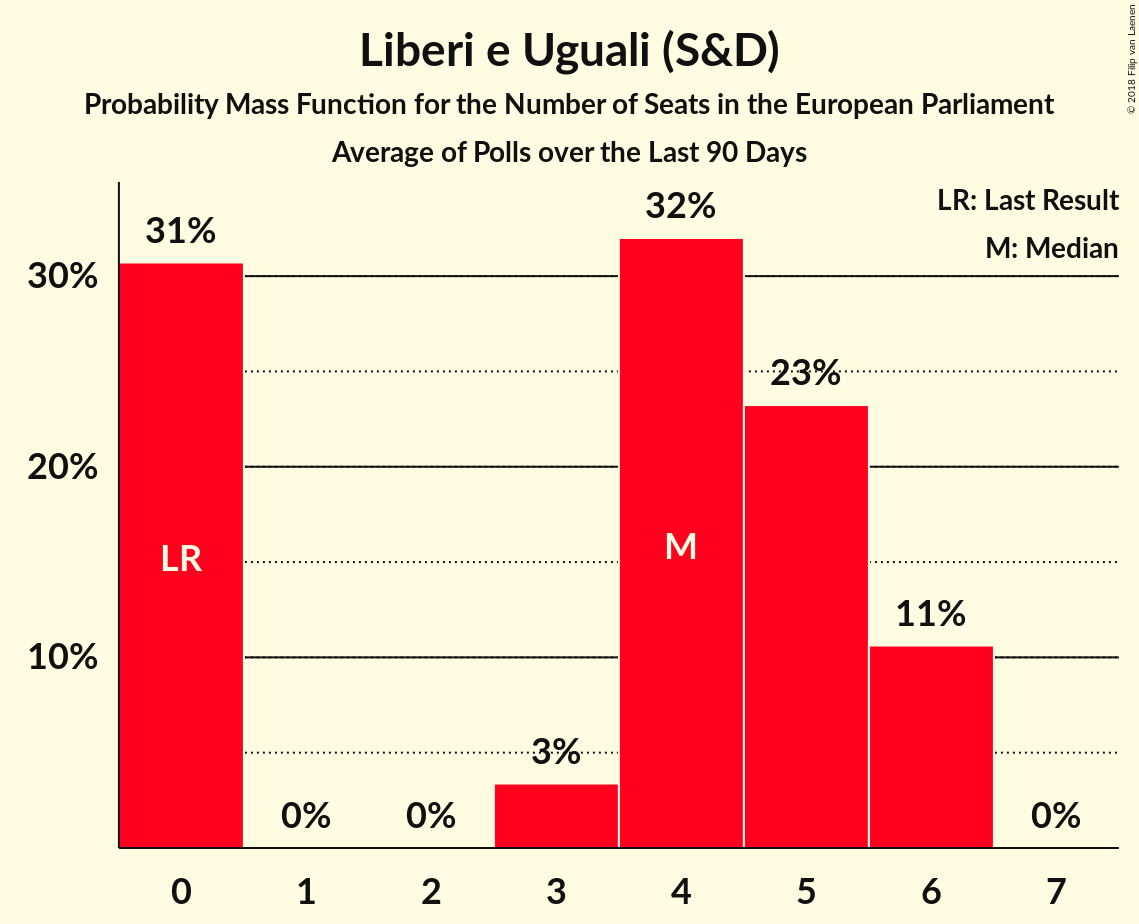 Liberi e Uguali (S&D)
Probability Mass Function for the Number of Seats in the European Parliament
Average of Polls over the Last 90 Days
© 2018 Filip van Laenen
LR: Last Result
M: Median
31%
32%
30%
23%
20%
LR
M
11%
10%
3%
0%
0%
0%
0 1 2 3 4 5 6 7